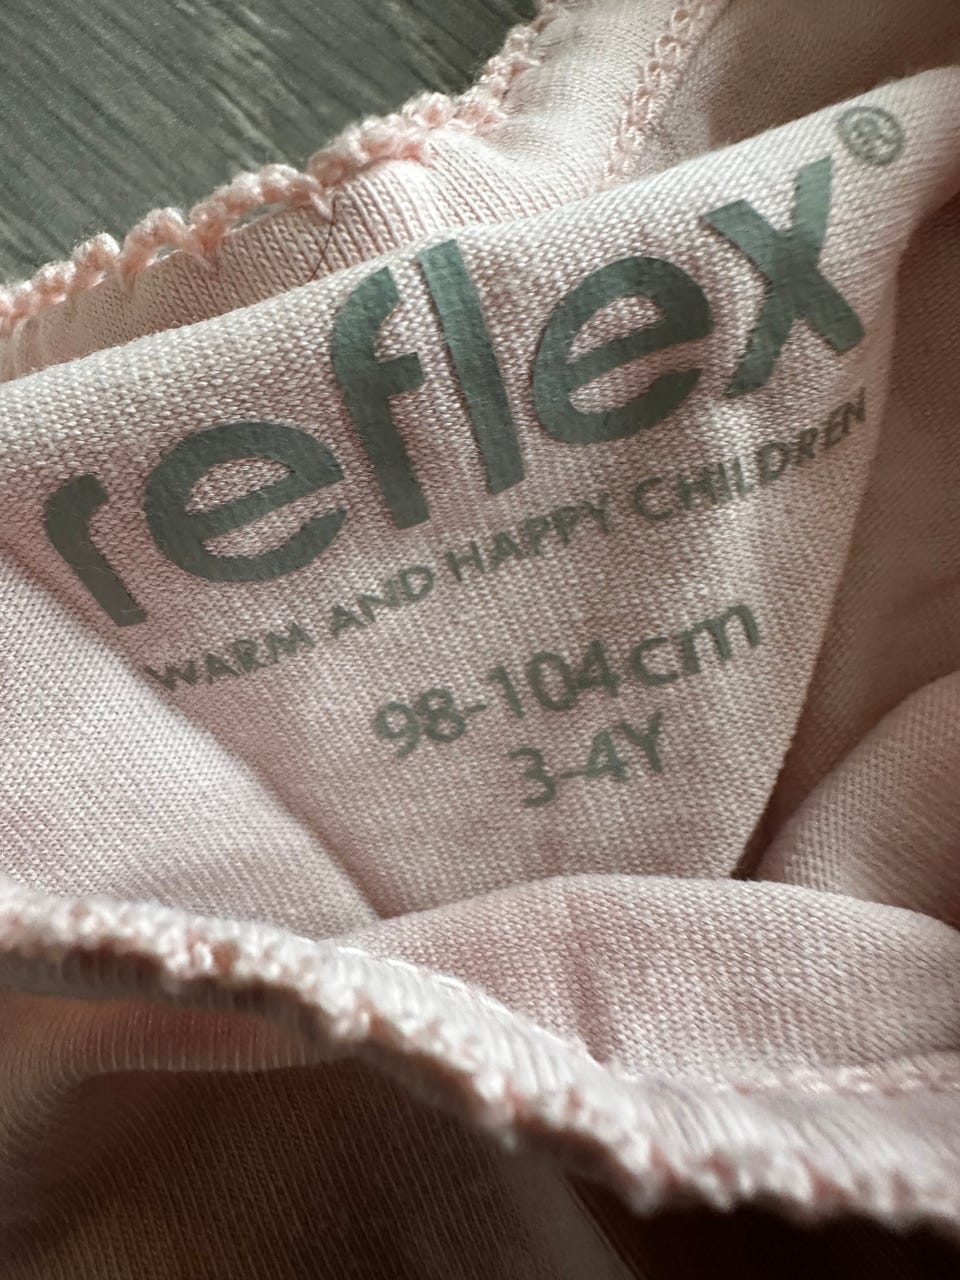 reflex®
WARM AND HAPPY CHILDREN
98-104cm
3-4Y